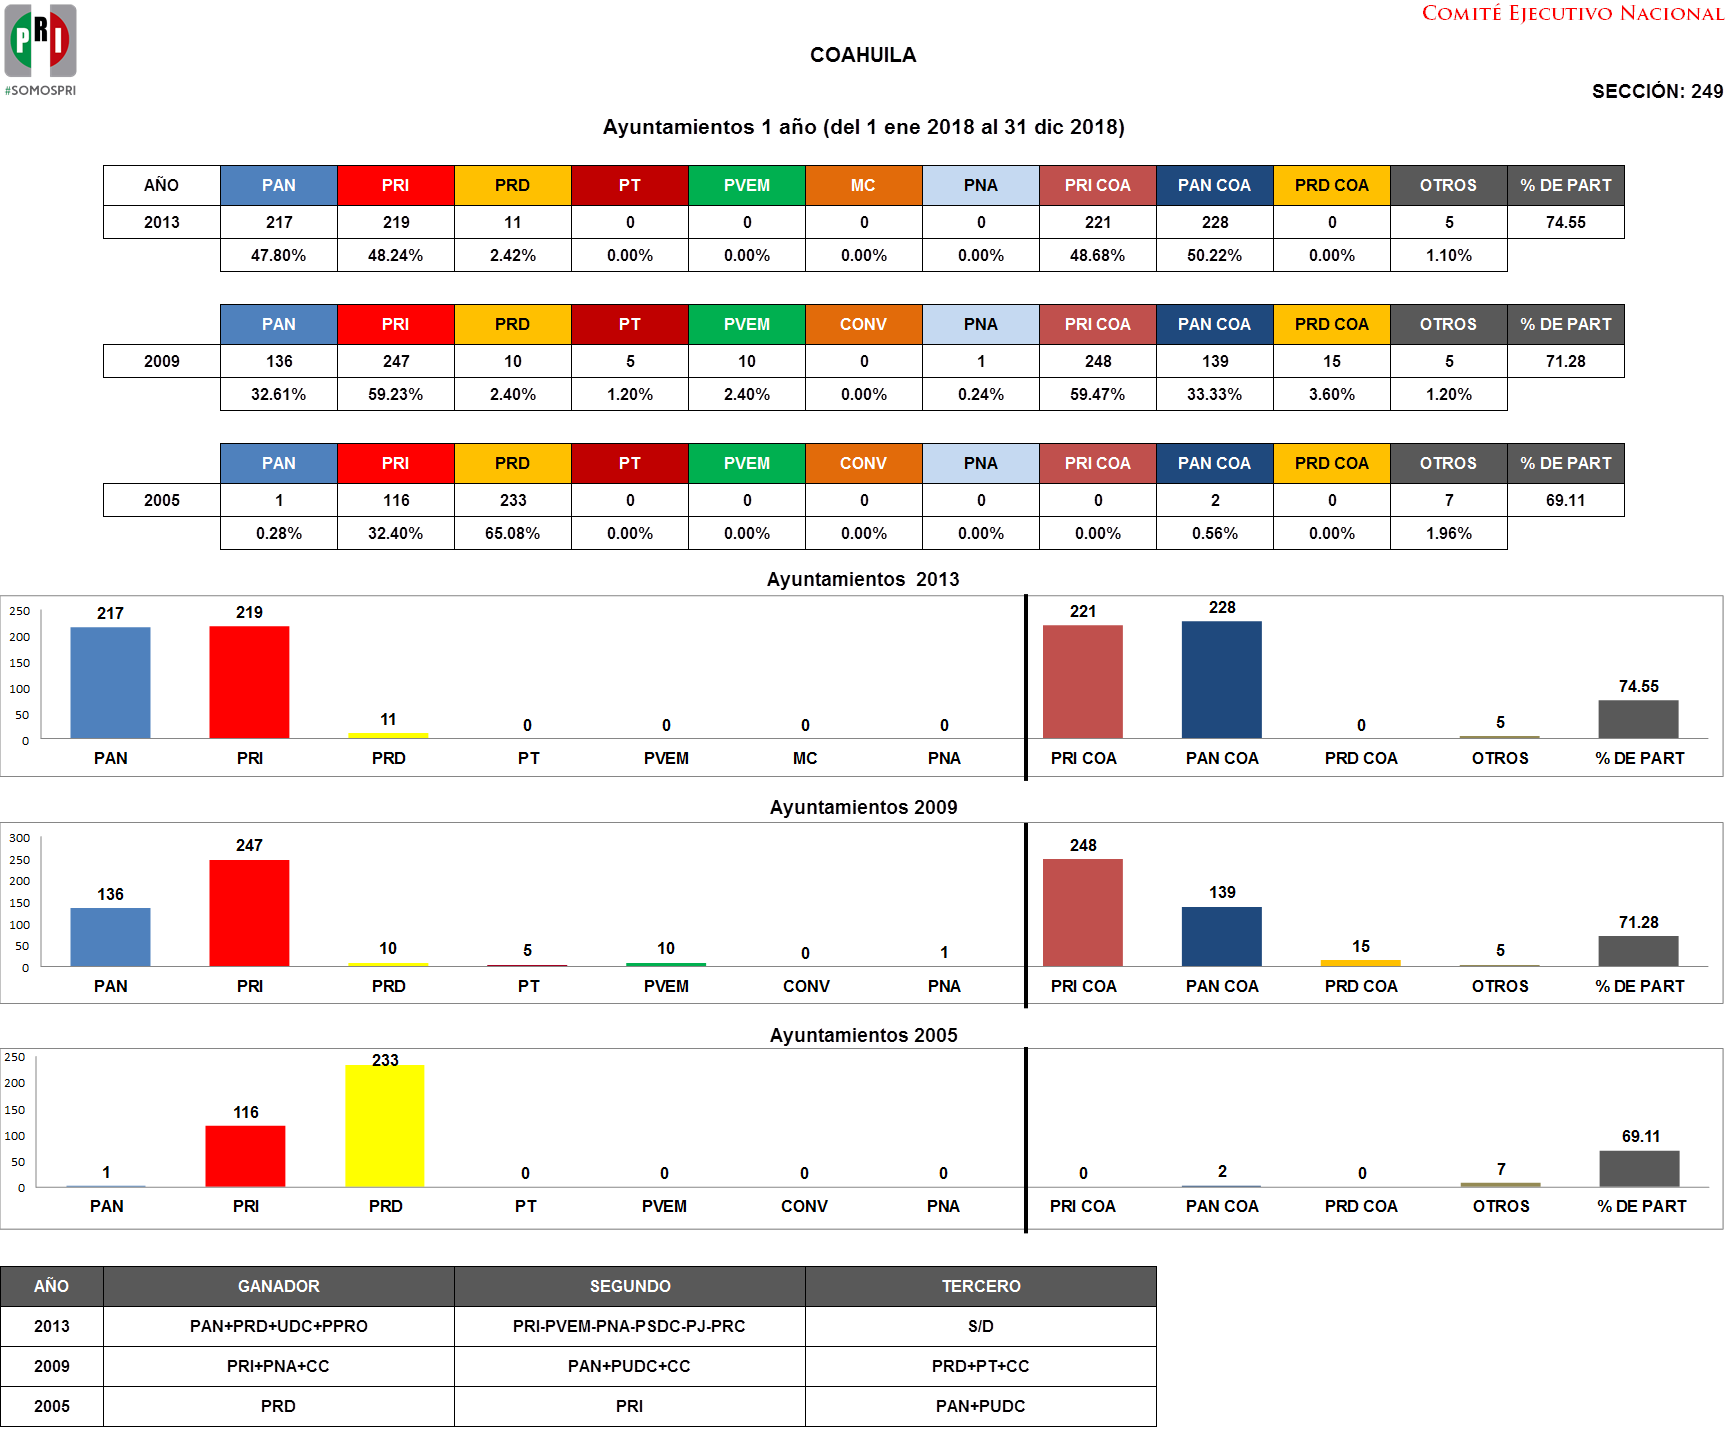 PRI
#SOMOSPRI
COMITÉ EJECUTIVO NACIONAL
COAHUILA
SECCIÓN: 249
Ayuntamientos 1 año (del 1 ene 2018 al 31 dic 2018)
AÑO PAN PRI PRD PT PVEM MC PNA PRI COA PAN COA PRD COA OTROS % DE PART
2013 217 219 11 0 0 0 0 221 228 0 5 74.55
47.80% 48.24% 2.42% 0.00% 0.00% 0.00% 0.00% 48.68% 50.22% 0.00% 1.10%
PAN PRI PRD PT PVEM CONV PNA PRI COA PAN COA PRD COA OTROS % DE PART
2009 136 247 10 5 10 0 1 248 139 15 5 71.28
32.61% 59.23% 2.40% 1.20% 2.40% 0.00% 0.24% 59.47% 33.33% 3.60% 1.20%
PAN PRI PRD PT PVEM CONV PNA PRI COA PAN COA PRD COA OTROS % DE PART
2005 1 116 233 0 0 0 0 0 2 0 7 69.11
0.28% 32.40% 65.08% 0.00% 0.00% 0.00% 0.00% 0.00% 0.56% 0.00% 1.96%
Ayuntamientos 2013
250
200
150
100
50
0
217 219 11 0 0 0 0 221 228 0 5 74.55
PAN PRI PRD PT PVEM MC PNA PRI COA PAN COA PRD COA OTROS % DE PART
Ayuntamientos 2009
300
250
200
150
100
50
0
136 247 10 5 10 0 1 248 139 15 5 71.28
PAN PRI PRD PT PVEM CONV PNA PRI COA PAN COA PRD COA OTROS % DE PART
Ayuntamientos 2005
250
200
150
100
50
0
1 116 233 0 0 0 0 0 2 0 7 69.11
PAN PRI PRD PT PVEM CONV PNA PRI COA PAN COA PRD COA OTROS % DE PART
AÑO GANADOR SEGUNDO TERCERO
2013 PAN+PRD+UDC+PPRO PRI-PVEM-PNA-PSDC-PJ-PRC S/D
2009 PRI+PNA+CC PAN+PUDC+CC PRD+PT+CC
2005 PRD PRI PAN+PUDC